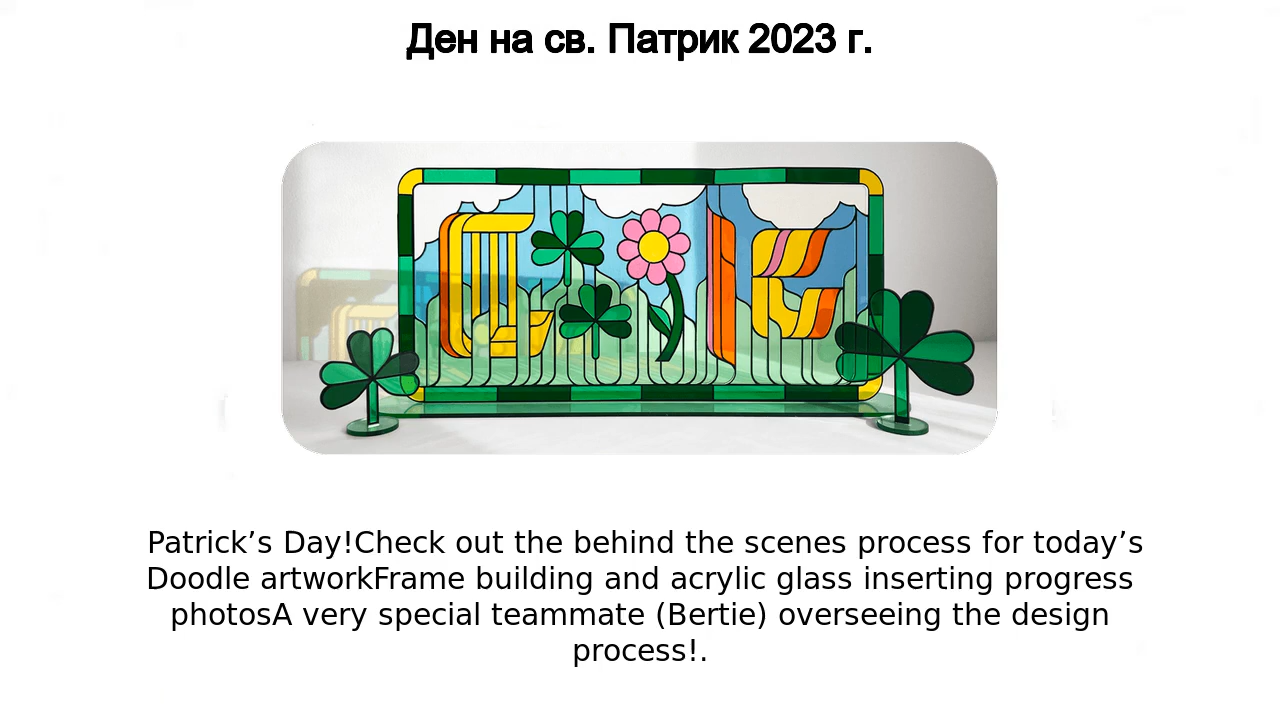 Ден на св. Патрик 2023 г.
Patrick’s Day!Check out the behind the scenes process for today’s
Doodle artworkFrame building and acrylic glass inserting progress
photosA very special teammate (Bertie) overseeing the design
process!.